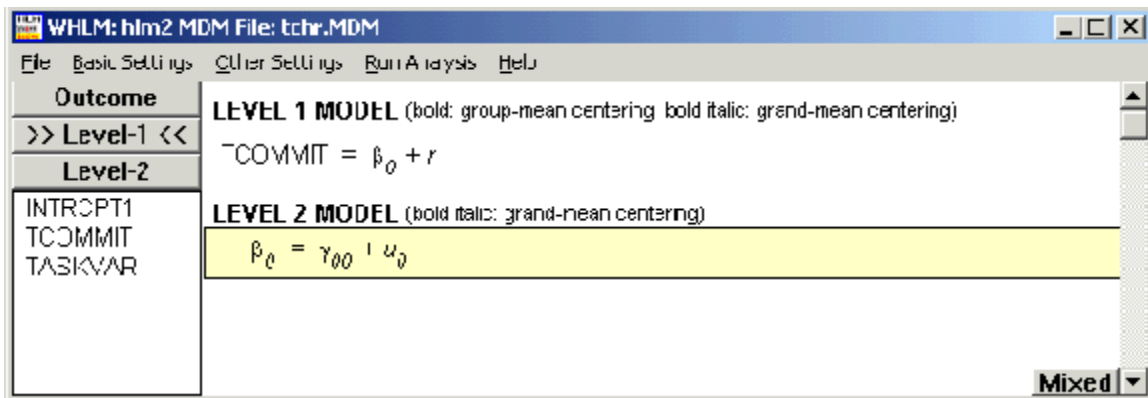 WHLM: hlm2 MDM File: tchr.MDM
File Basic Settings Other Settings Run Analysis Help
Outcome
>> Level-1 <<
Level-2
INTRCPT1
TCOMMIT
TASKVAR
LEVEL 1 MODEL (bold: group-mean centering; bold italic: grand-mean centering)
TCOMMIT = β₀ + r
LEVEL 2 MODEL (bold italic: grand-mean centering)
β₀ = γ₀₀ + u₀
Mixed